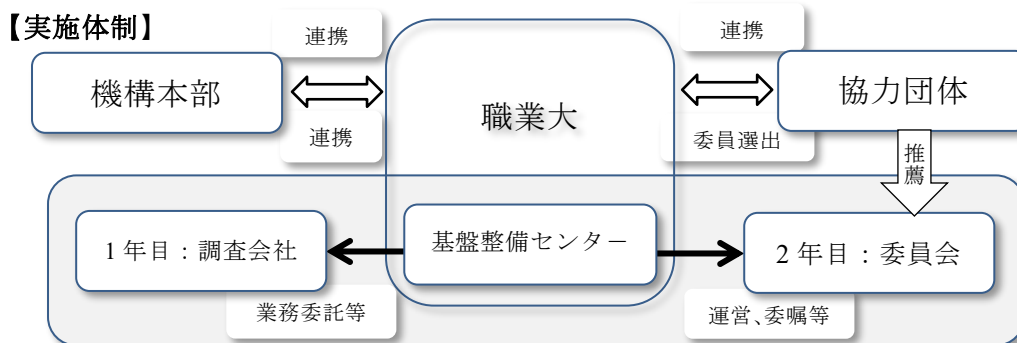 【実施体制】
連携
連携
機構本部
職業大
協力団体
連携
委員選出
推薦
1年目：調査会社
基盤整備センター
2年目：委員会
業務委託等
運営、委嘱等